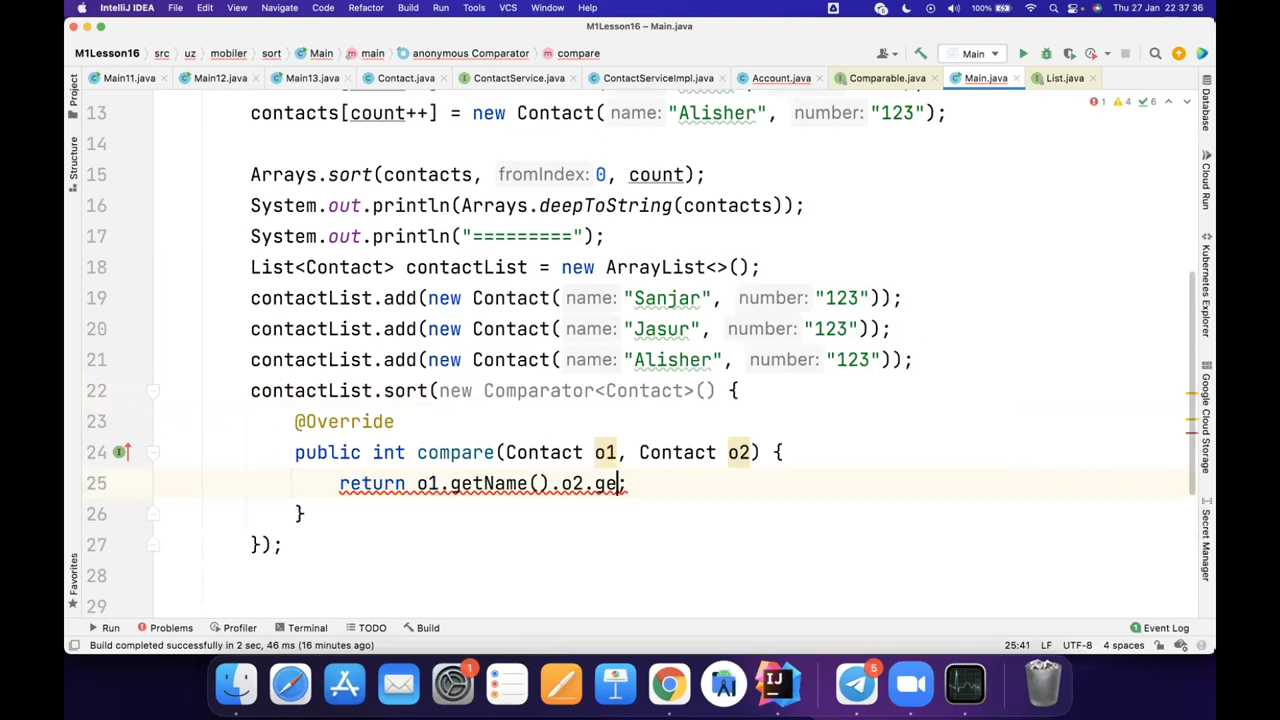 IntelliJ IDEA File Edit View Navigate Code Refactor Build Run Tools VCS Window Help 100% Thu 27 Jan 22 37 36
M1Lesson16 – Main.java
M1Lesson16 src uz mobiler sort Main main anonymous Comparator compare Main
Main11.java Main12.java Main13.java Contact.java ContactService.java ContactServiceImpl.java Account.java Comparable.java Main.java List.java
1 4 6
13 contacts[count++] = new Contact( name: "Alisher", number: "123");
14
15 Arrays.sort(contacts, fromIndex: 0, count);
16 System.out.println(Arrays.deepToString(contacts));
17 System.out.println("=========");
18 List<Contact> contactList = new ArrayList<>();
19 contactList.add(new Contact( name: "Sanjar", number: "123"));
20 contactList.add(new Contact( name: "Jasur", number: "123"));
21 contactList.add(new Contact( name: "Alisher", number: "123"));
22 contactList.sort(new Comparator<Contact>() {
23 @Override
24 public int compare(Contact o1, Contact o2) {
25 return o1.getName().o2.ge;
26 }
27 });
28
29
Project
Structure
Favorites
Database
Cloud Run
Kubernetes Explorer
Google Cloud Storage
Secret Manager
Run Problems Profiler Terminal TODO Build 1 Event Log
Build completed successfully in 2 sec, 46 ms (16 minutes ago) 25:41 LF UTF-8 4 spaces
1 5